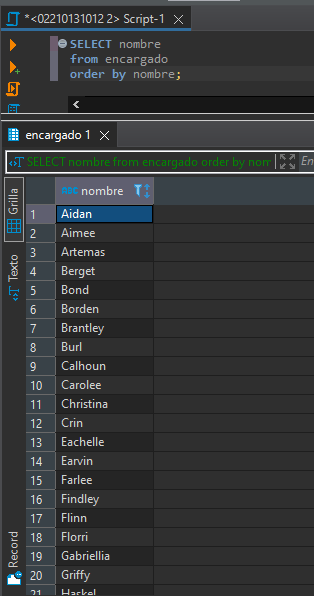 *<02210131012 2> Script-1
SELECT nombre
from encargado
order by nombre;
encargado 1
SELECT nombre from encargado order by nom
En
Grilla
Texto
Record
ABC nombre
1 Aidan
2 Aimee
3 Artemas
4 Berget
5 Bond
6 Borden
7 Brantley
8 Burl
9 Calhoun
10 Carolee
11 Christina
12 Crin
13 Eachelle
14 Earvin
15 Farlee
16 Findley
17 Flinn
18 Florri
19 Gabriellia
20 Griffy
21 Haskel